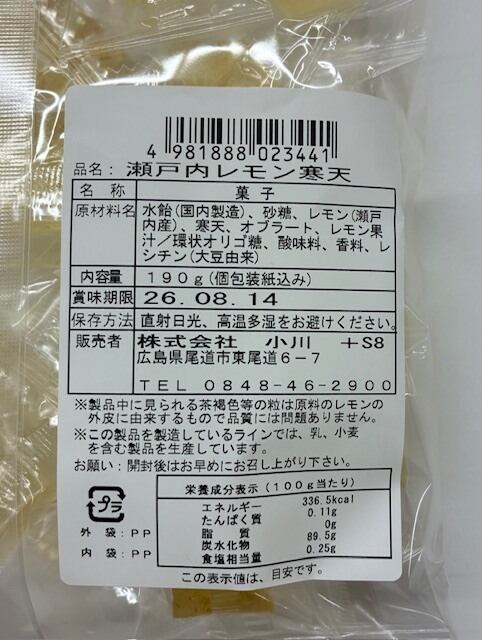 4 981888 023441
品名：瀬戸内レモン寒天
名称 菓子
原材料名 水飴(国内製造)、砂糖、レモン(瀬戸
内産)、寒天、オブラート、レモン果
汁／環状オリゴ糖、酸味料、香料、レ
シチン(大豆由来)
内容量 190g(個包装紙込み)
賞味期限 26.08.14
保存方法 直射日光、高温多湿をお避けください。
販売者 株式会社 小川 +S8
広島県尾道市東尾道6-7
TEL 0848-46-2900
※製品中に見られる茶褐色等の粒は原料のレモンの
外皮に由来するもので品質には問題ありません。
※この製品を製造しているラインでは、乳、小麦
を含む製品を生産しています。
お願い：開封後はお早めにお召し上がり下さい。
プラ
外袋：PP
内袋：PP
栄養成分表示(100g当たり)
エネルギー 336.5kcal
たんぱく質 0.11g
脂質 0g
炭水化物 89.5g
食塩相当量 0.25g
この表示値は、目安です。